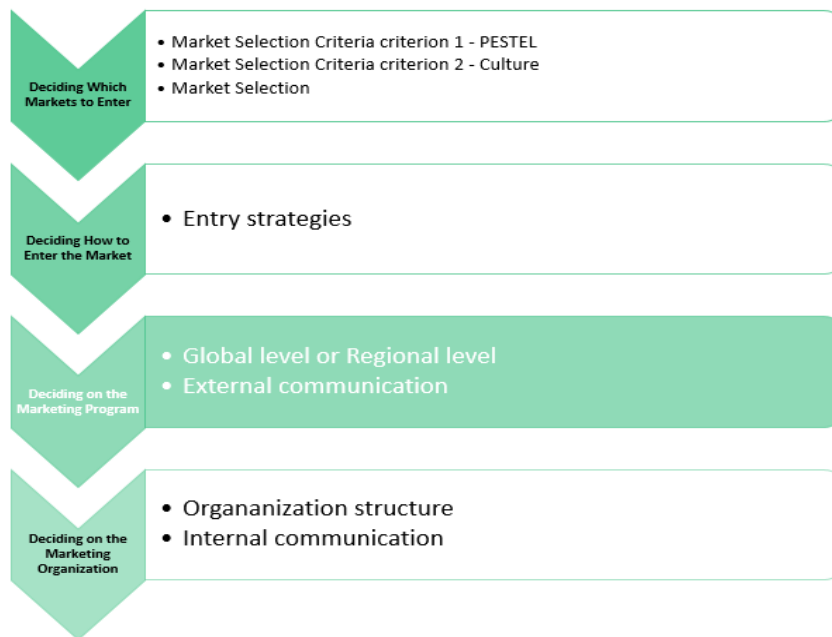 Deciding Which
Markets to Enter
• Market Selection Criteria criterion 1 - PESTEL
• Market Selection Criteria criterion 2 - Culture
• Market Selection
Deciding How to
Enter the Market
• Entry strategies
Deciding on the
Marketing Program
• Global level or Regional level
• External communication
Deciding on the
Marketing
Organization
• Organanization structure
• Internal communication